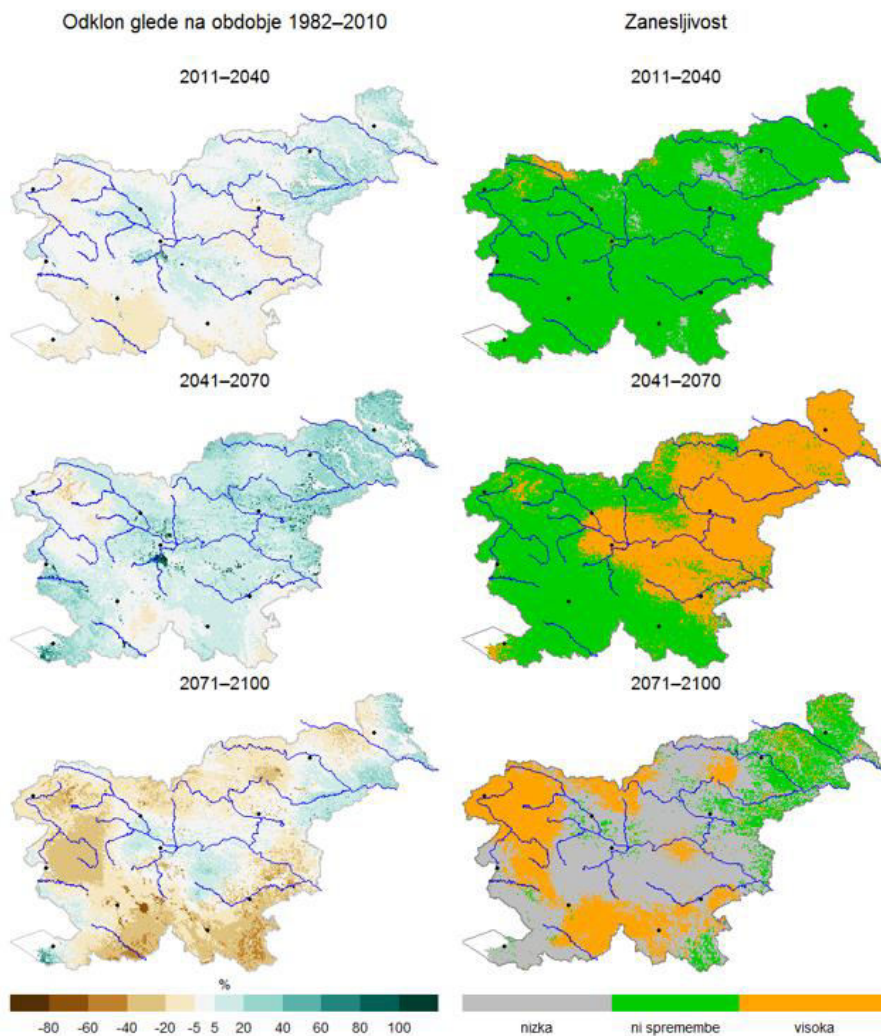 Odklon glede na obdobje 1982–2010
Zanesljivost
2011–2040
2011–2040
2041–2070
2041–2070
2071–2100
2071–2100
%
-80 -60 -40 -20 -5 5 20 40 60 80 100
nizka ni spremembe visoka